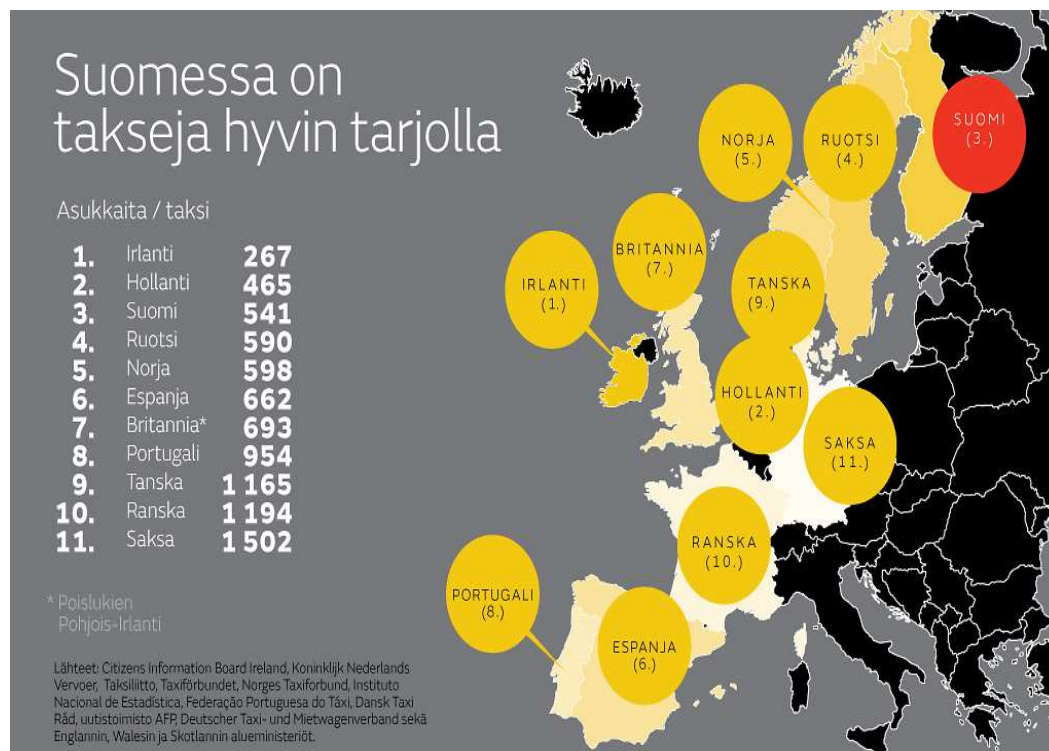 Suomessa on
takseja hyvin tarjolla
Asukkaita / taksi
1. Irlanti 267
2. Hollanti 465
3. Suomi 541
4. Ruotsi 590
5. Norja 598
6. Espanja 662
7. Britannia* 693
8. Portugali 954
9. Tanska 1 165
10. Ranska 1 194
11. Saksa 1 502
* Poislukien
Pohjois-Irlanti
Lähteet: Citizens Information Board Ireland, Koninklijk Nederlands
Vervoer, Taksiliitto, Taxiförbundet, Norges Taxiforbund, Instituto
Nacional de Estadística, Federação Portuguesa do Táxi, Dansk Taxi
Råd, uutistoimisto AFP, Deutscher Taxi- und Mietwagenverband sekä
Englannin, Walesin ja Skotlannin alueministeriöt.
SUOMI
(3.)
NORJA
(5.)
RUOTSI
(4.)
BRITANNIA
(7.)
IRLANTI
(1.)
TANSKA
(9.)
HOLLANTI
(2.)
SAKSA
(11.)
RANSKA
(10.)
PORTUGALI
(8.)
ESPANJA
(6.)